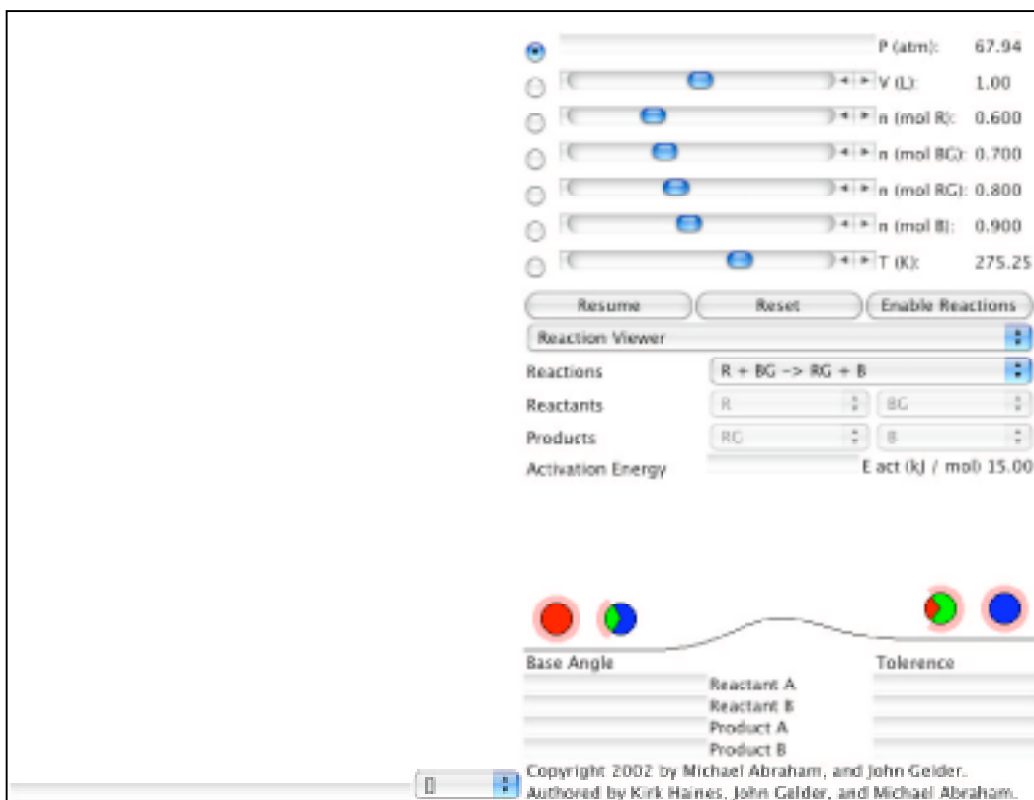 P (atm): 67.94
V (L): 1.00
n (mol R): 0.600
n (mol BG): 0.700
n (mol RG): 0.800
n (mol B): 0.900
T (K): 275.25
Resume Reset Enable Reactions
Reaction Viewer
Reactions R + BG -> RG + B
Reactants R BG
Products RG B
Activation Energy E act (kJ / mol) 15.00
Base Angle Tolerence
Reactant A
Reactant B
Product A
Product B
Copyright 2002 by Michael Abraham, and John Gelder.
Authored by Kirk Haines, John Gelder, and Michael Abraham.